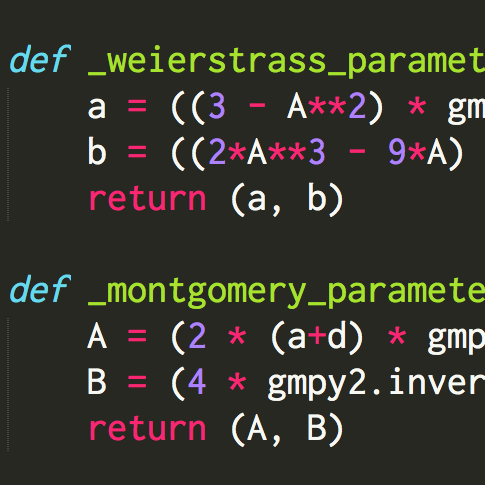 def _weierstrass_paramet
a = ((3 - A**2) * gm
b = ((2*A**3 - 9*A)
return (a, b)
def _montgomery_paramete
A = (2 * (a+d) * gmp
B = (4 * gmpy2.inver
return (A, B)